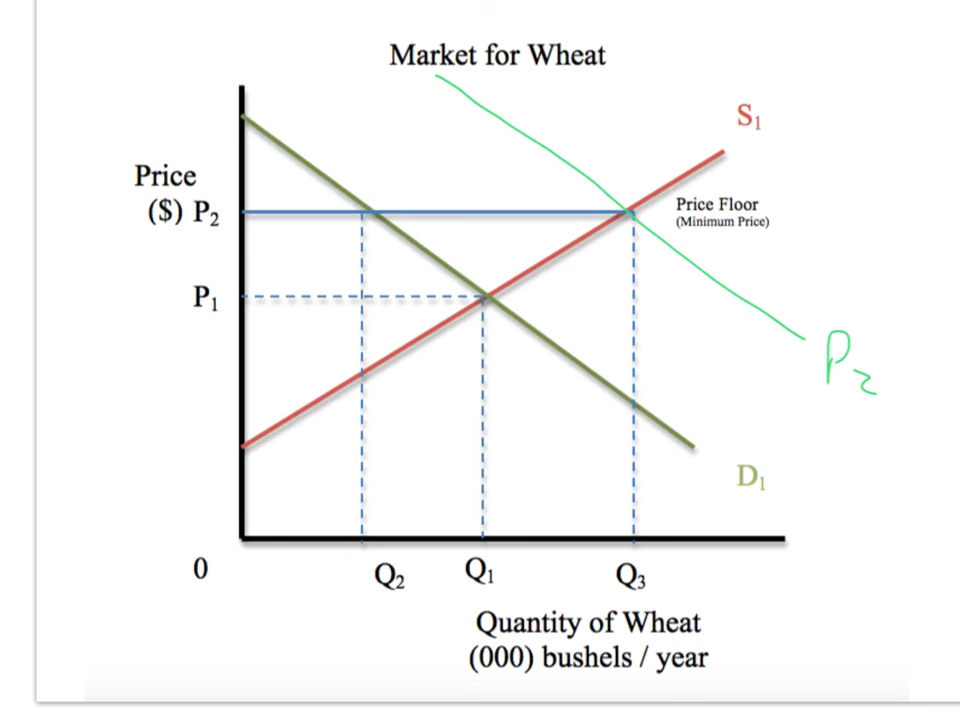 Market for Wheat
S₁
Price
($) P₂
Price Floor
(Minimum Price)
P₁
P₂
D₁
0
Q₂
Q₁
Q₃
Quantity of Wheat
(000) bushels / year